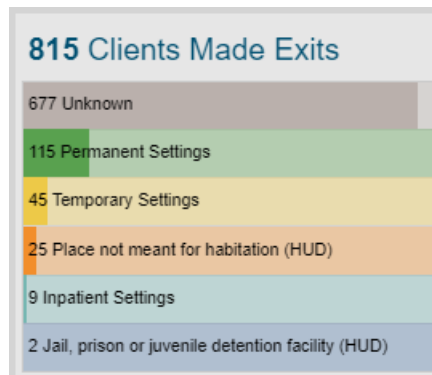 815 Clients Made Exits
677 Unknown
115 Permanent Settings
45 Temporary Settings
25 Place not meant for habitation (HUD)
9 Inpatient Settings
2 Jail, prison or juvenile detention facility (HUD)